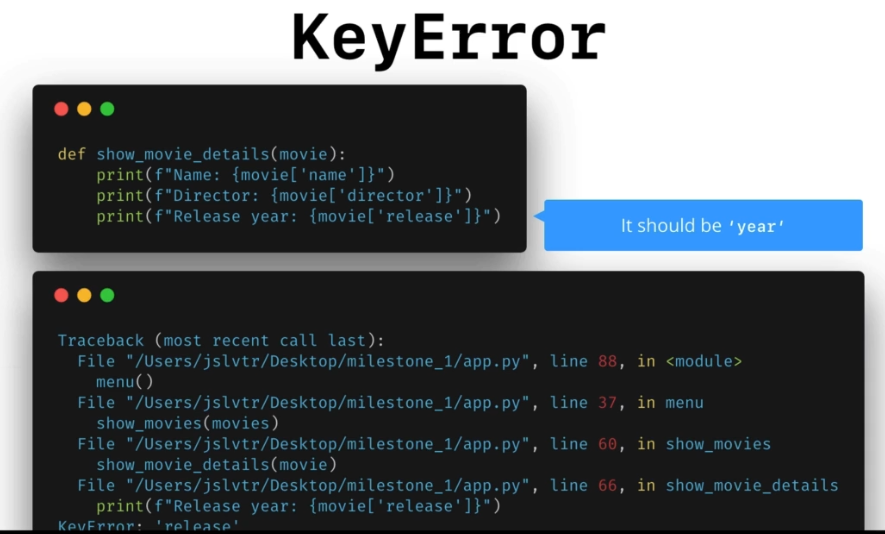 KeyError
def show_movie_details(movie):
    print(f"Name: {movie['name']}")
    print(f"Director: {movie['director']}")
    print(f"Release year: {movie['release']}")
It should be ‘year’
Traceback (most recent call last):
  File "/Users/jslvtr/Desktop/milestone_1/app.py", line 88, in <module>
    menu()
  File "/Users/jslvtr/Desktop/milestone_1/app.py", line 37, in menu
    show_movies(movies)
  File "/Users/jslvtr/Desktop/milestone_1/app.py", line 60, in show_movies
    show_movie_details(movie)
  File "/Users/jslvtr/Desktop/milestone_1/app.py", line 66, in show_movie_details
    print(f"Release year: {movie['release']}")
KeyError: 'release'